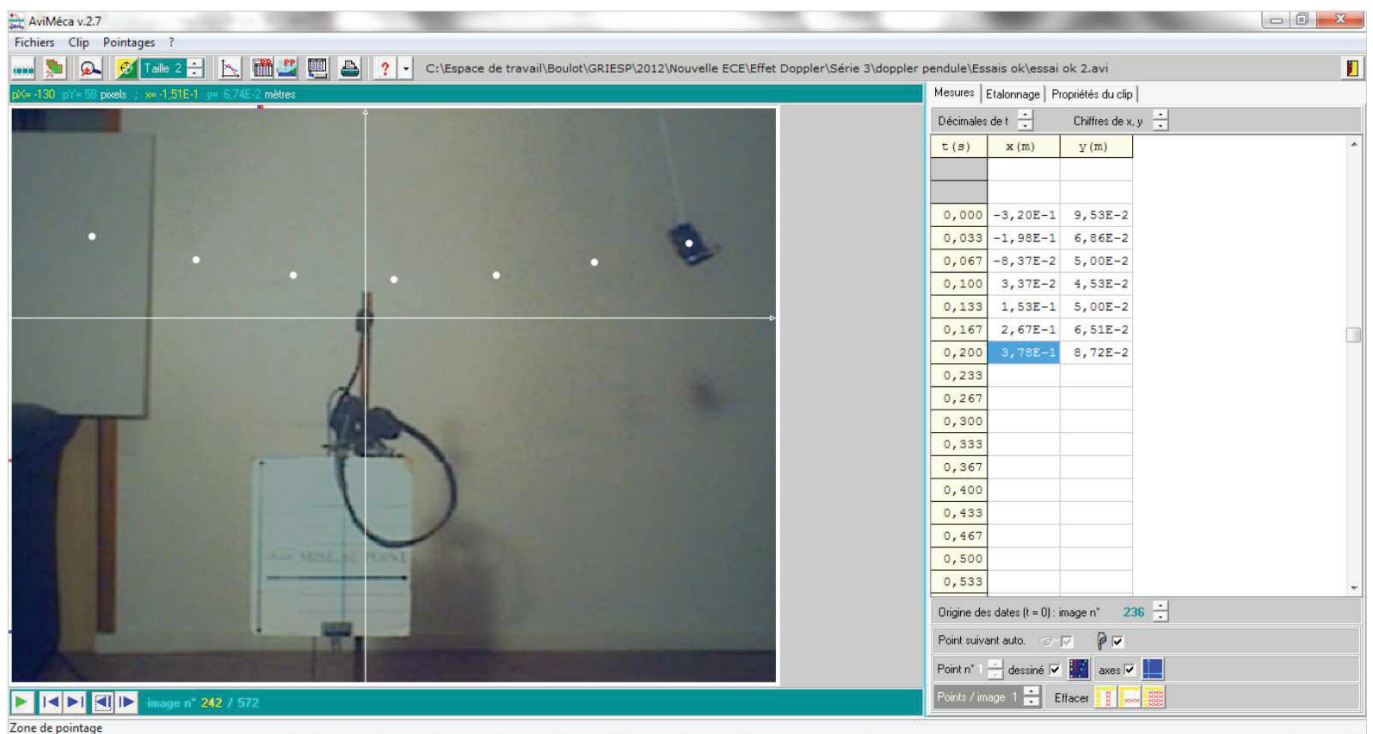 AviMéca v.2.7
Fichiers Clip Pointages ?
Taille 2 ? C:\Espace de travail\Boulot\GRIESP\2012\Nouvelle ECE\Effet Doppler\Série 3\doppler pendule\Essais ok\essai ok 2.avi
pX= -130 pY= 58 pixels ; x= -1,51E-1 y= 6,74E-2 mètres
Mesures Etalonnage Propriétés du clip
Décimales de t Chiffres de x, y
t (s) x (m) y (m)
0,000 -3,20E-1 9,53E-2
0,033 -1,98E-1 6,86E-2
0,067 -8,37E-2 5,00E-2
0,100 3,37E-2 4,53E-2
0,133 1,53E-1 5,00E-2
0,167 2,67E-1 6,51E-2
0,200 3,78E-1 8,72E-2
0,233
0,267
0,300
0,333
0,367
0,400
0,433
0,467
0,500
0,533
Origine des dates (t = 0) : image n° 236
Point suivant auto.
Point n° 1 dessiné axes
Points / image 1 Effacer
image n° 242 / 572
Zone de pointage